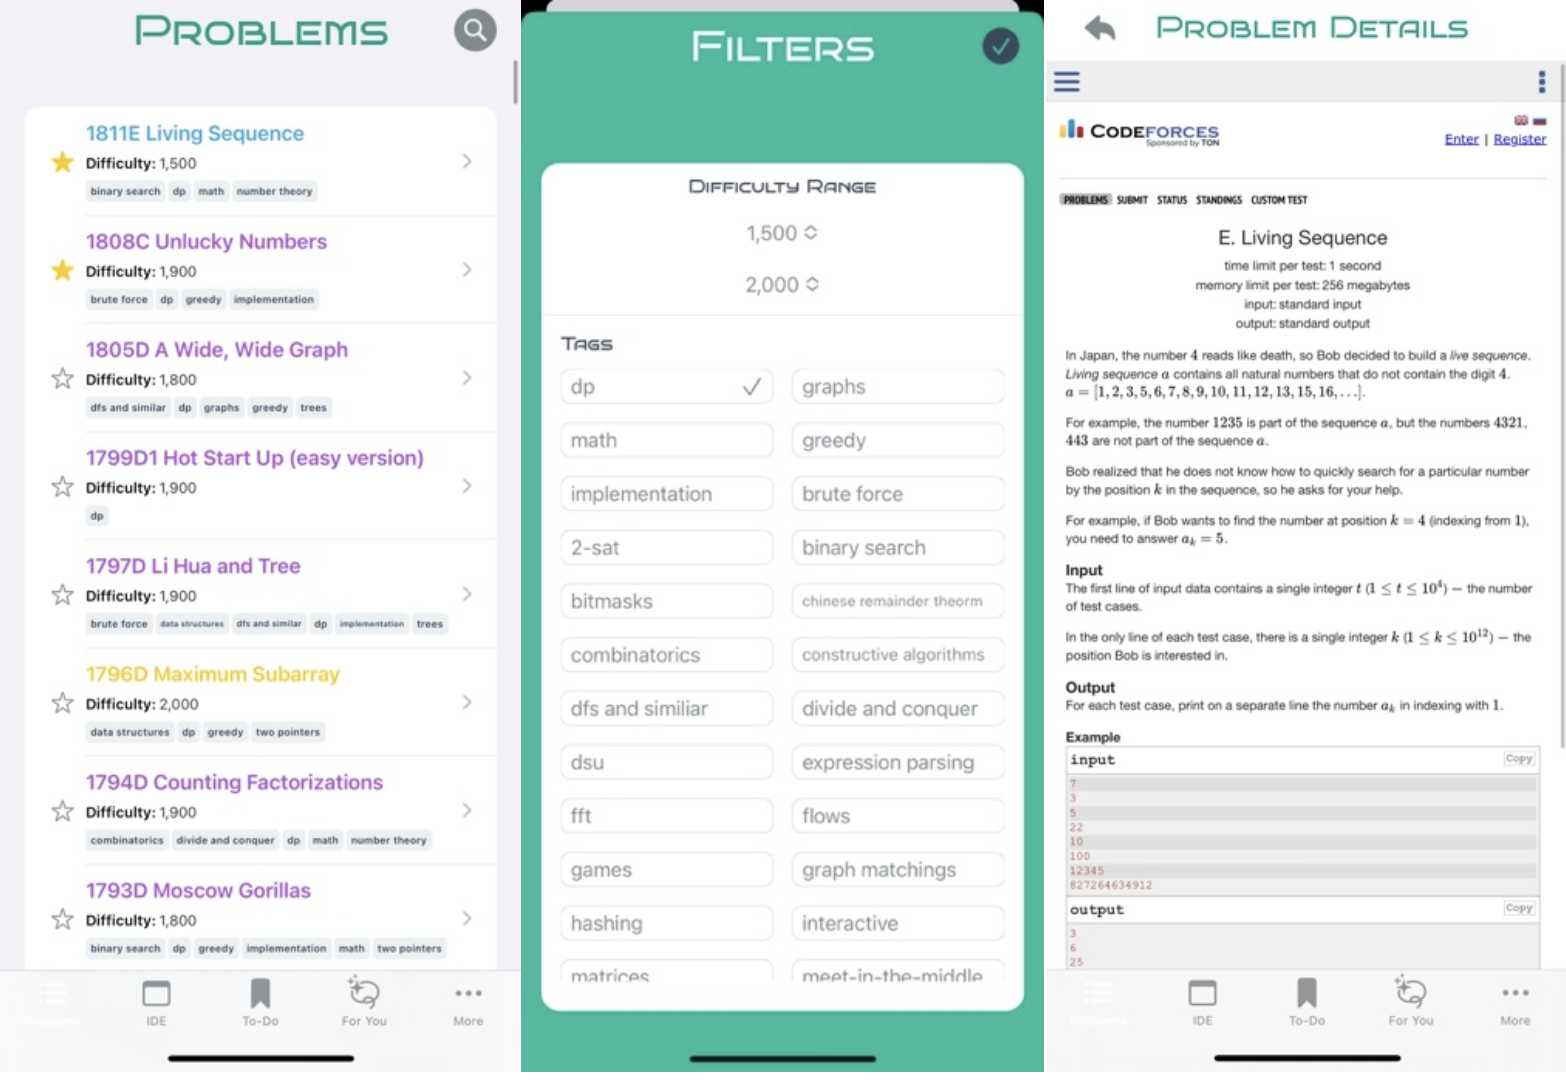 Problems
1811E Living Sequence
Difficulty: 1,500
binary search dp math number theory
1808C Unlucky Numbers
Difficulty: 1,900
brute force dp greedy implementation
1805D A Wide, Wide Graph
Difficulty: 1,800
dfs and similar dp graphs greedy trees
1799D1 Hot Start Up (easy version)
Difficulty: 1,900
dp
1797D Li Hua and Tree
Difficulty: 1,900
brute force data structures dfs and similar dp implementation trees
1796D Maximum Subarray
Difficulty: 2,000
data structures dp greedy two pointers
1794D Counting Factorizations
Difficulty: 1,900
combinatorics divide and conquer dp math number theory
1793D Moscow Gorillas
Difficulty: 1,800
binary search dp greedy implementation math two pointers
IDE To-Do For You More
Filters
Difficulty Range
1,500
2,000
Tags
dp graphs
math greedy
implementation brute force
2-sat binary search
bitmasks chinese remainder theorm
combinatorics constructive algorithms
dfs and similiar divide and conquer
dsu expression parsing
fft flows
games graph matchings
hashing interactive
matrices meet-in-the-middle
Problem Details
CODEFORCES
Sponsored by TON
Enter | Register
PROBLEMS SUBMIT STATUS STANDINGS CUSTOM TEST
E. Living Sequence
time limit per test: 1 second
memory limit per test: 256 megabytes
input: standard input
output: standard output
In Japan, the number 4 reads like death, so Bob decided to build a live sequence.
Living sequence a contains all natural numbers that do not contain the digit 4.
a = [1, 2, 3, 5, 6, 7, 8, 9, 10, 11, 12, 13, 15, 16, . . .].
For example, the number 1235 is part of the sequence a, but the numbers 4321,
443 are not part of the sequence a.
Bob realized that he does not know how to quickly search for a particular number
by the position k in the sequence, so he asks for your help.
For example, if Bob wants to find the number at position k = 4 (indexing from 1),
you need to answer aₖ = 5.
Input
The first line of input data contains a single integer t (1 ≤ t ≤ 10⁴) — the number
of test cases.
In the only line of each test case, there is a single integer k (1 ≤ k ≤ 10¹²) — the
position Bob is interested in.
Output
For each test case, print on a separate line the number aₖ in indexing with 1.
Example
input Copy
7
3
5
22
10
100
12345
827264634912
output Copy
3
6
25
IDE To-Do For You More